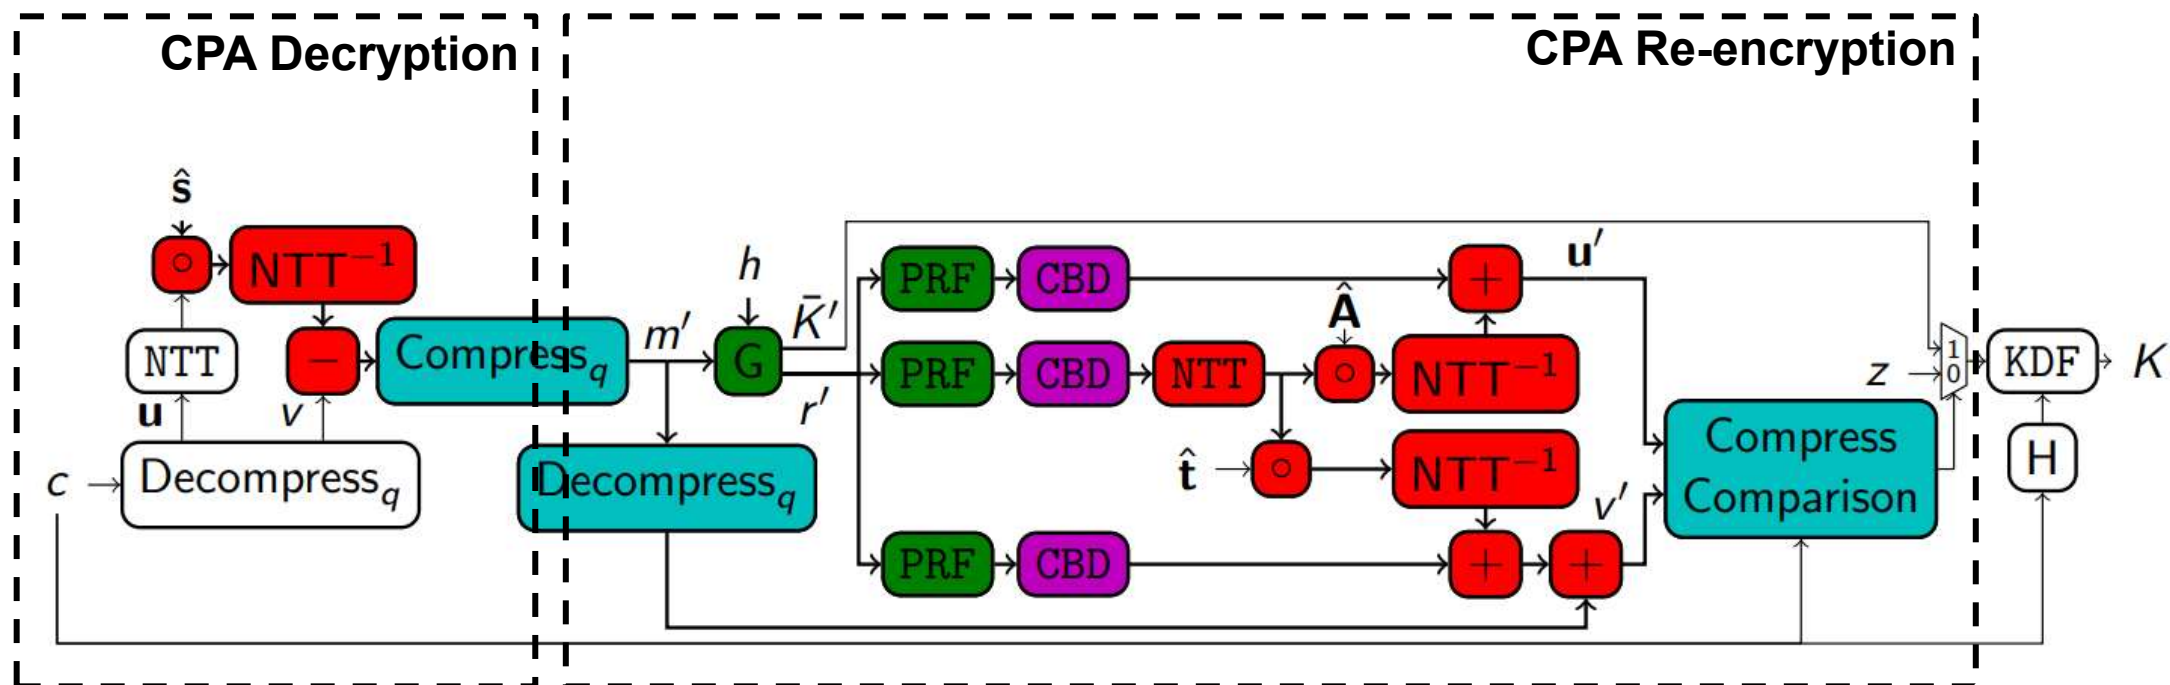 CPA Decryption
CPA Re-encryption
ŝ
∘
NTT⁻¹
NTT
−
Compress_q
u
v
c
Decompress_q
m′
h
G
K̄′
r′
Decompress_q
PRF
CBD
+
u′
PRF
CBD
NTT
Â
∘
NTT⁻¹
t̂
∘
NTT⁻¹
PRF
CBD
+
+
v′
Compress
Comparison
z
1
0
KDF
K
H